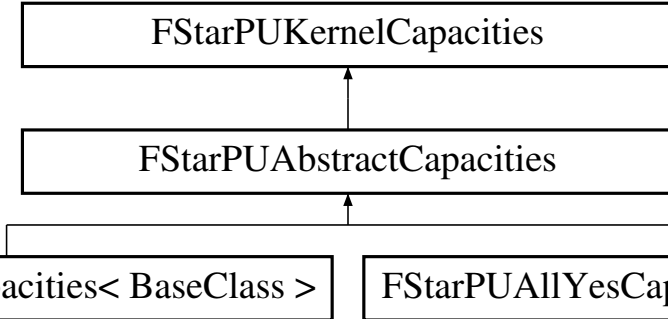 FStarPUKernelCapacities
FStarPUAbstractCapacities
acities< BaseClass >
FStarPUAllYesCap